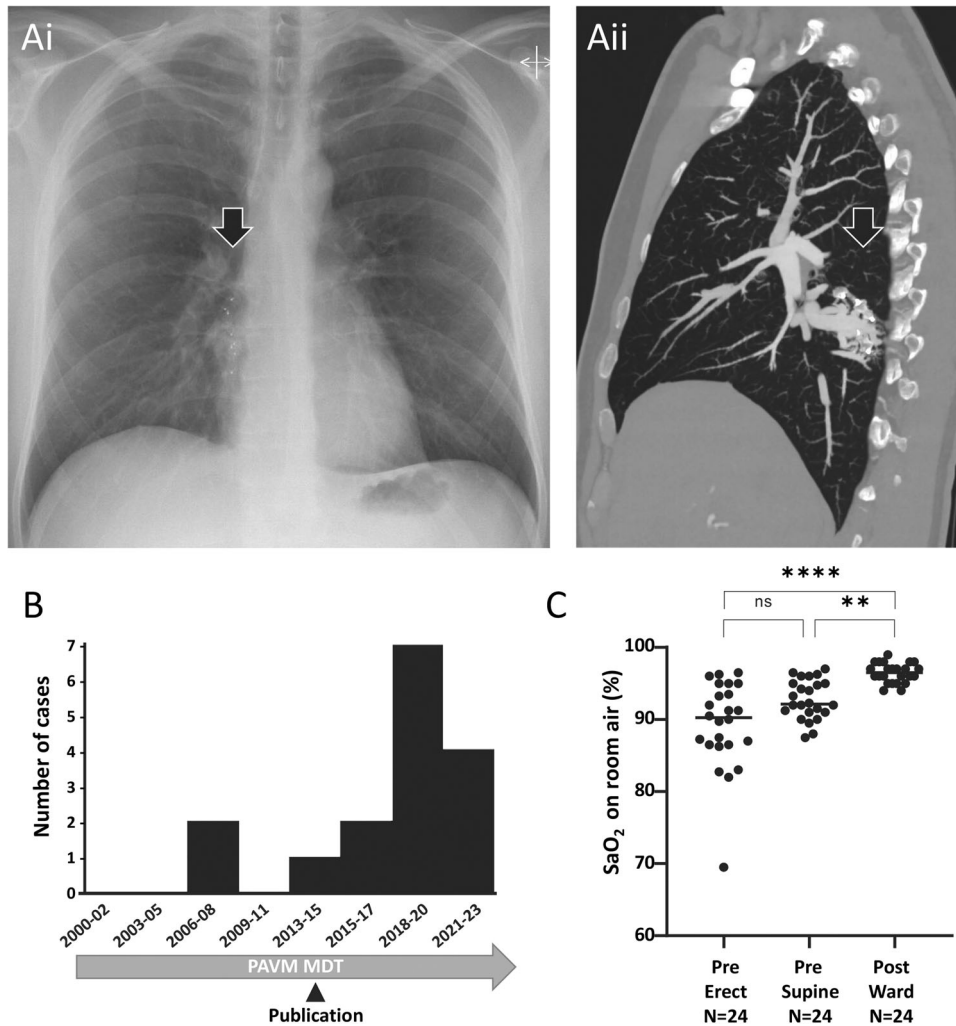 Ai
Aii
B
Number of cases
7
6
5
4
3
2
1
0
2000-02
2003-05
2006-08
2009-11
2013-15
2015-17
2018-20
2021-23
PAVM MDT
Publication
C
****
ns
**
SaO₂ on room air (%)
100
90
80
70
60
Pre
Erect
N=24
Pre
Supine
N=24
Post
Ward
N=24